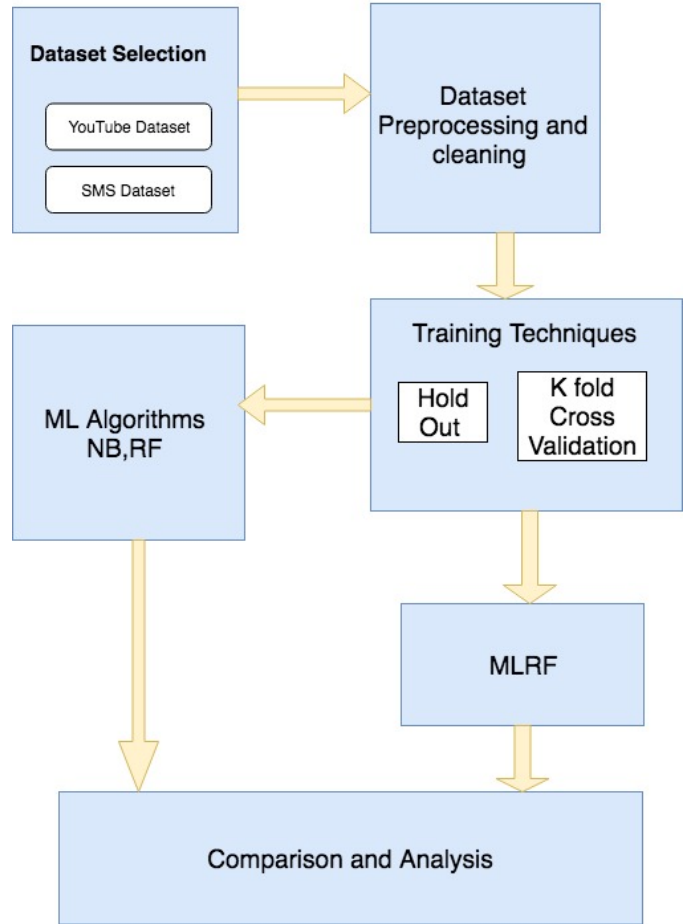 Dataset Selection
YouTube Dataset
SMS Dataset
Dataset
Preprocessing and
cleaning
Training Techniques
Hold
Out
K fold
Cross
Validation
ML Algorithms
NB,RF
MLRF
Comparison and Analysis